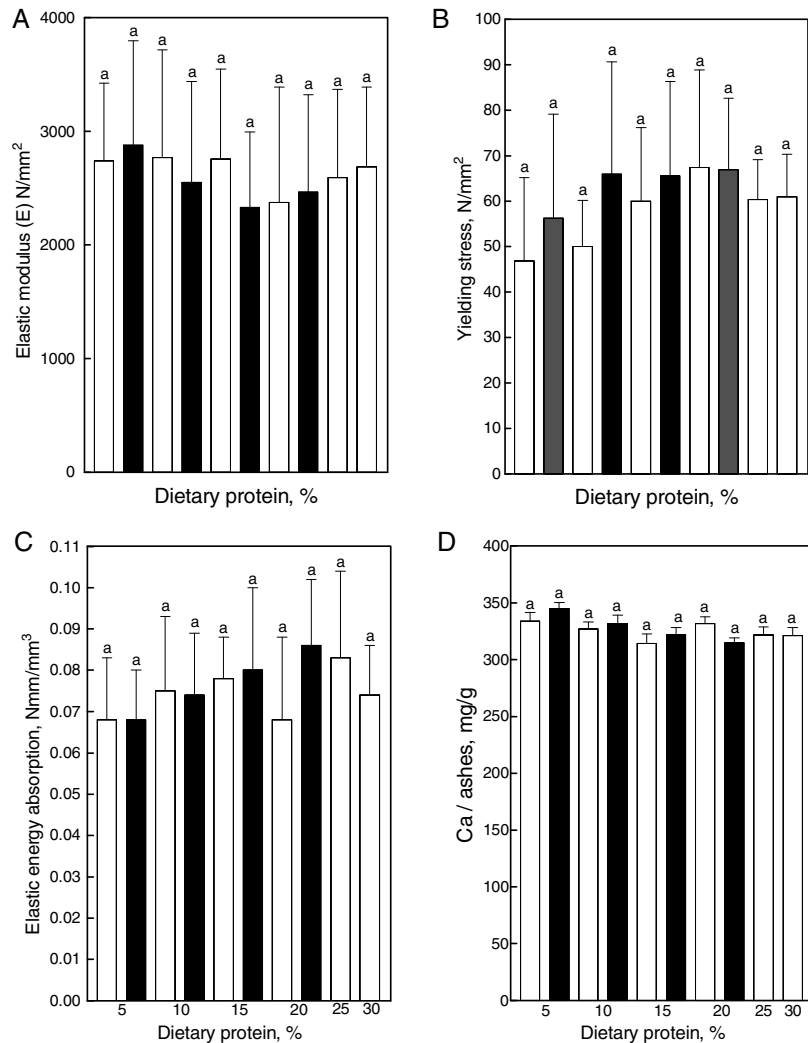 A
Elastic modulus (E) N/mm²
4000
3000
2000
1000
0
a a a a a a a a a a
Dietary protein, %
B
Yielding stress, N/mm²
100
90
80
70
60
50
40
30
20
10
0
a a a a a a a a a a
Dietary protein, %
C
Elastic energy absorption, Nmm/mm³
0.11
0.10
0.09
0.08
0.07
0.06
0.05
0.04
0.03
0.02
0.01
0.00
a a a a a a a a a a
5 10 15 20 25 30
Dietary protein, %
D
Ca / ashes, mg/g
400
350
300
250
200
150
100
50
0
a a a a a a a a a a
5 10 15 20 25 30
Dietary protein, %